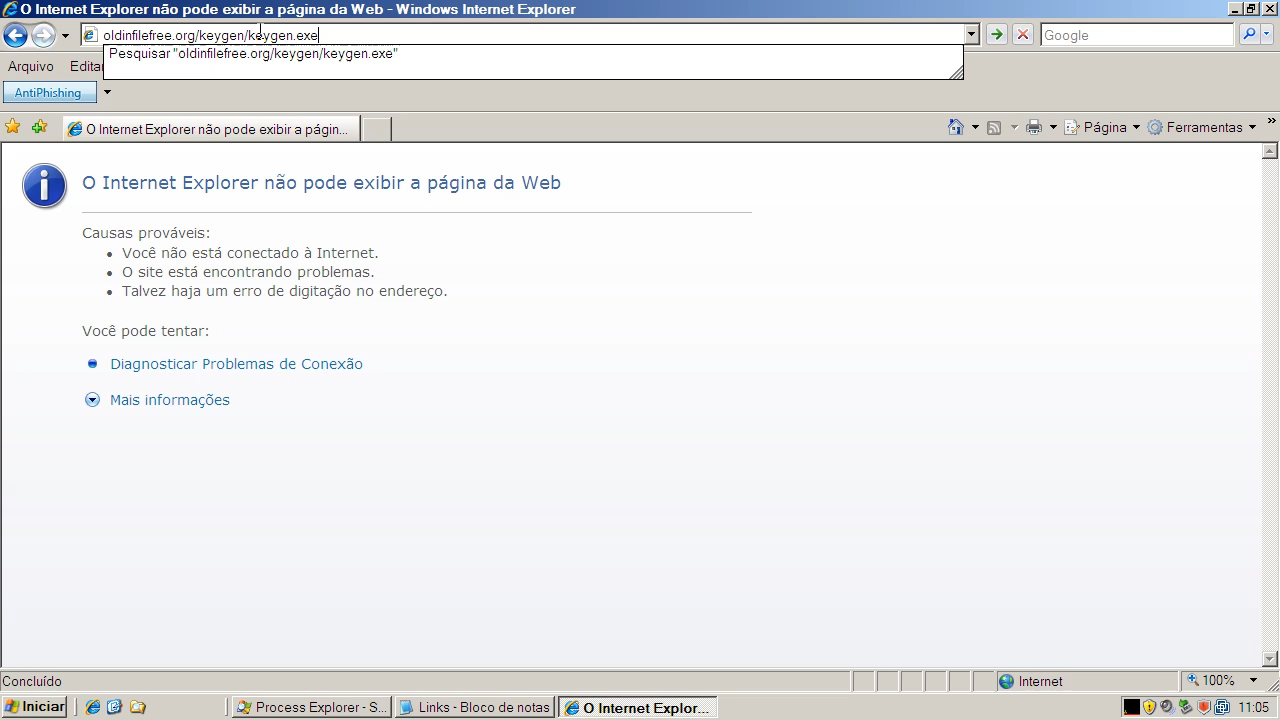 O Internet Explorer não pode exibir a página da Web - Windows Internet Explorer
oldinfilefree.org/keygen/keygen.exe
Google
Pesquisar "oldinfilefree.org/keygen/keygen.exe"
Arquivo Edita
AntiPhishing
O Internet Explorer não pode exibir a págin...
Página Ferramentas »
O Internet Explorer não pode exibir a página da Web
Causas prováveis:
• Você não está conectado à Internet.
• O site está encontrando problemas.
• Talvez haja um erro de digitação no endereço.
Você pode tentar:
Diagnosticar Problemas de Conexão
Mais informações
Concluído Internet 100%
Iniciar Process Explorer - S... Links - Bloco de notas O Internet Explor... 11:05